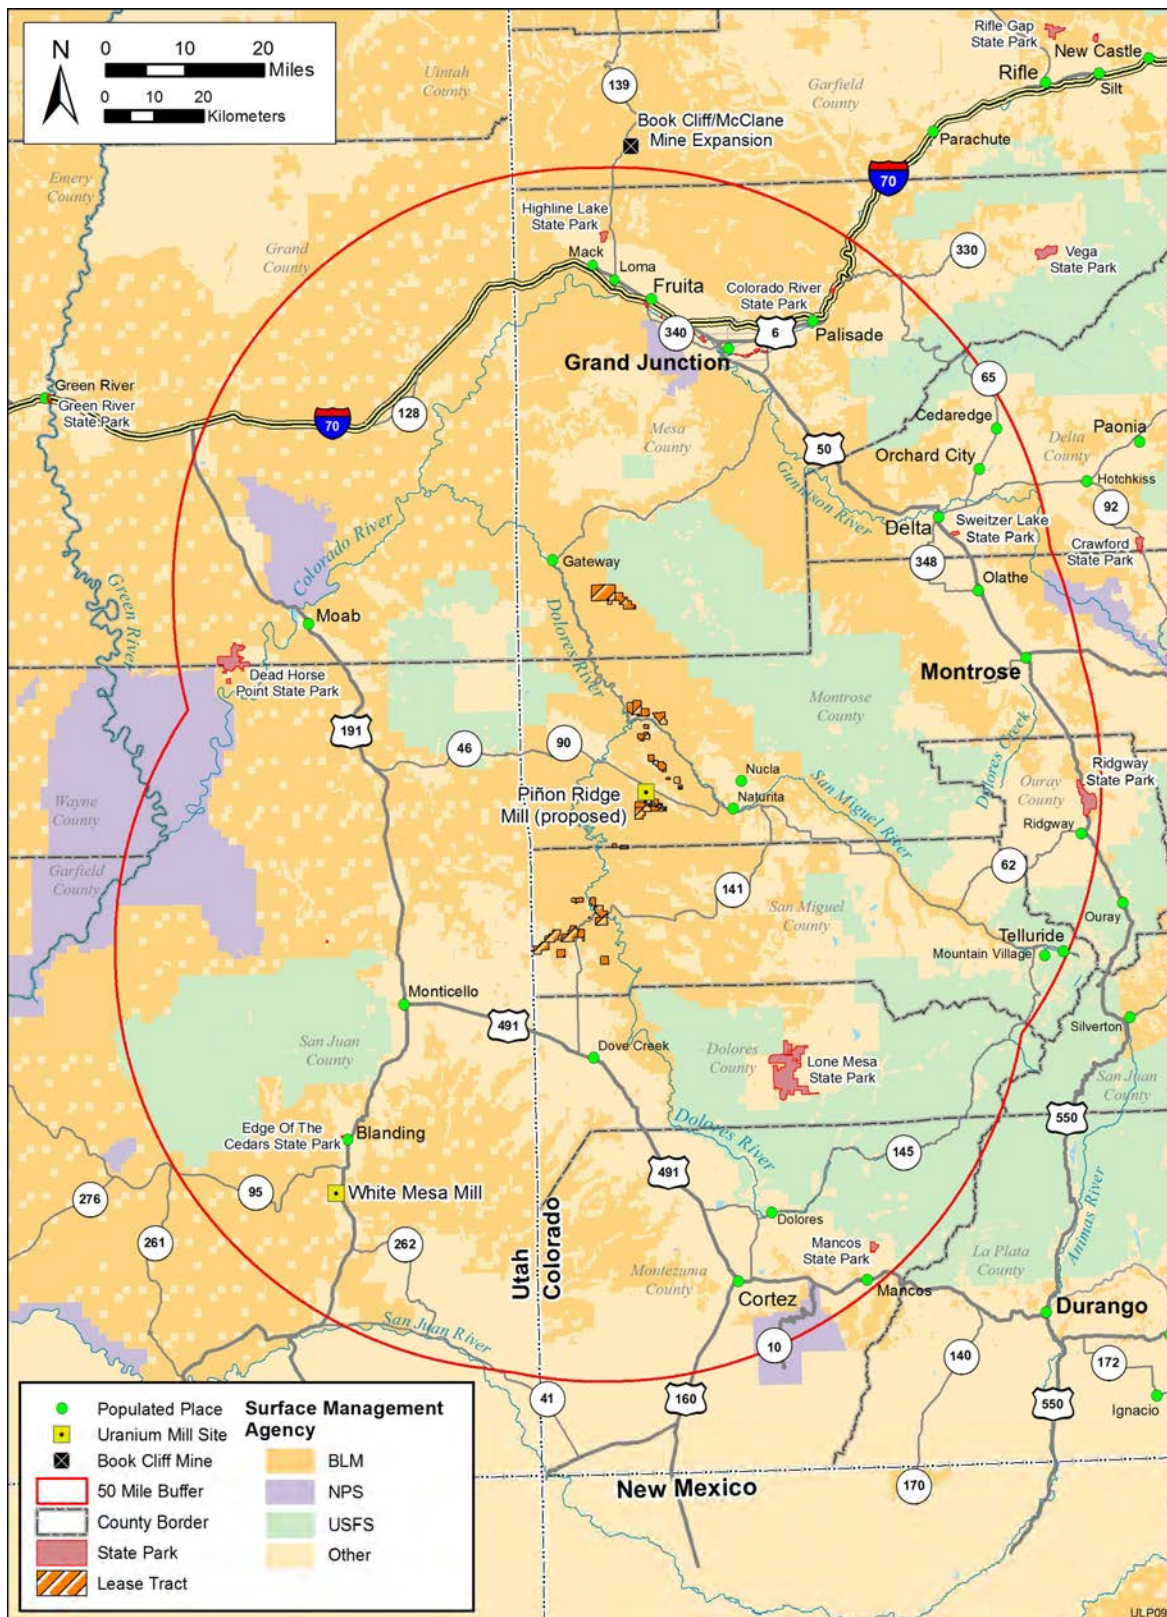 N
0 10 20
Miles
0 10 20
Kilometers
Rifle Gap
State Park
New Castle
Rifle
Silt
Uintah
County
139
Garfield
County
Book Cliff/McClane
Mine Expansion
Parachute
70
Emery
County
Highline Lake
State Park
Grand
County
330
Vega
State Park
Mack
Loma
Fruita
Colorado River
State Park
340
6
Palisade
Grand Junction
65
Green River
Green River
State Park
128
70
Cedaredge
Paonia
Mesa
County
50
Delta
County
Orchard City
Hotchkiss
Gunnison River
92
Colorado River
Delta
Sweitzer Lake
State Park
Crawford
State Park
Gateway
348
Olathe
Green River
Moab
Dolores River
Dead Horse
Point State Park
Montrose
Montrose
County
191
46
90
Dolores Creek
Nucla
Ridgway
State Park
Piñon Ridge
Mill (proposed)
Naturita
San Miguel River
Ouray
County
Wayne
County
Ridgway
Garfield
County
62
141
San Miguel
County
Ouray
Telluride
Mountain Village
Monticello
491
Silverton
San Juan
County
Dove Creek
Dolores
County
Lone Mesa
State Park
San Juan
County
Edge Of The
Cedars State Park
Blanding
550
Dolores River
145
491
276
95
White Mesa Mill
Animas River
Utah
Colorado
Dolores
261
262
Mancos
State Park
La Plata
County
Montezuma
County
Cortez
Mancos
Durango
San Juan River
10
140
172
41
160
550
Ignacio
New Mexico
170
Populated Place
Uranium Mill Site
Book Cliff Mine
50 Mile Buffer
County Border
State Park
Lease Tract
Surface Management
Agency
BLM
NPS
USFS
Other
ULP09